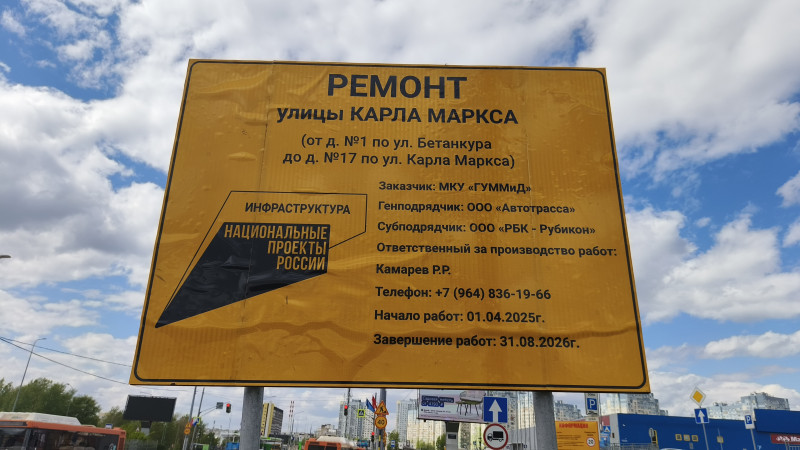 РЕМОНТ
улицы КАРЛА МАРКСА
(от д. №1 по ул. Бетанкура
до д. №17 по ул. Карла Маркса)
Заказчик: МКУ «ГУММиД»
Генподрядчик: ООО «Автотрасса»
Субподрядчик: ООО «РБК - Рубикон»
Ответственный за производство работ:
Камарев Р.Р.
Телефон: +7 (964) 836-19-66
Начало работ: 01.04.2025г.
Завершение работ: 31.08.2026г.
ИНФРАСТРУКТУРА
НАЦИОНАЛЬНЫЕ
ПРОЕКТЫ
РОССИИ